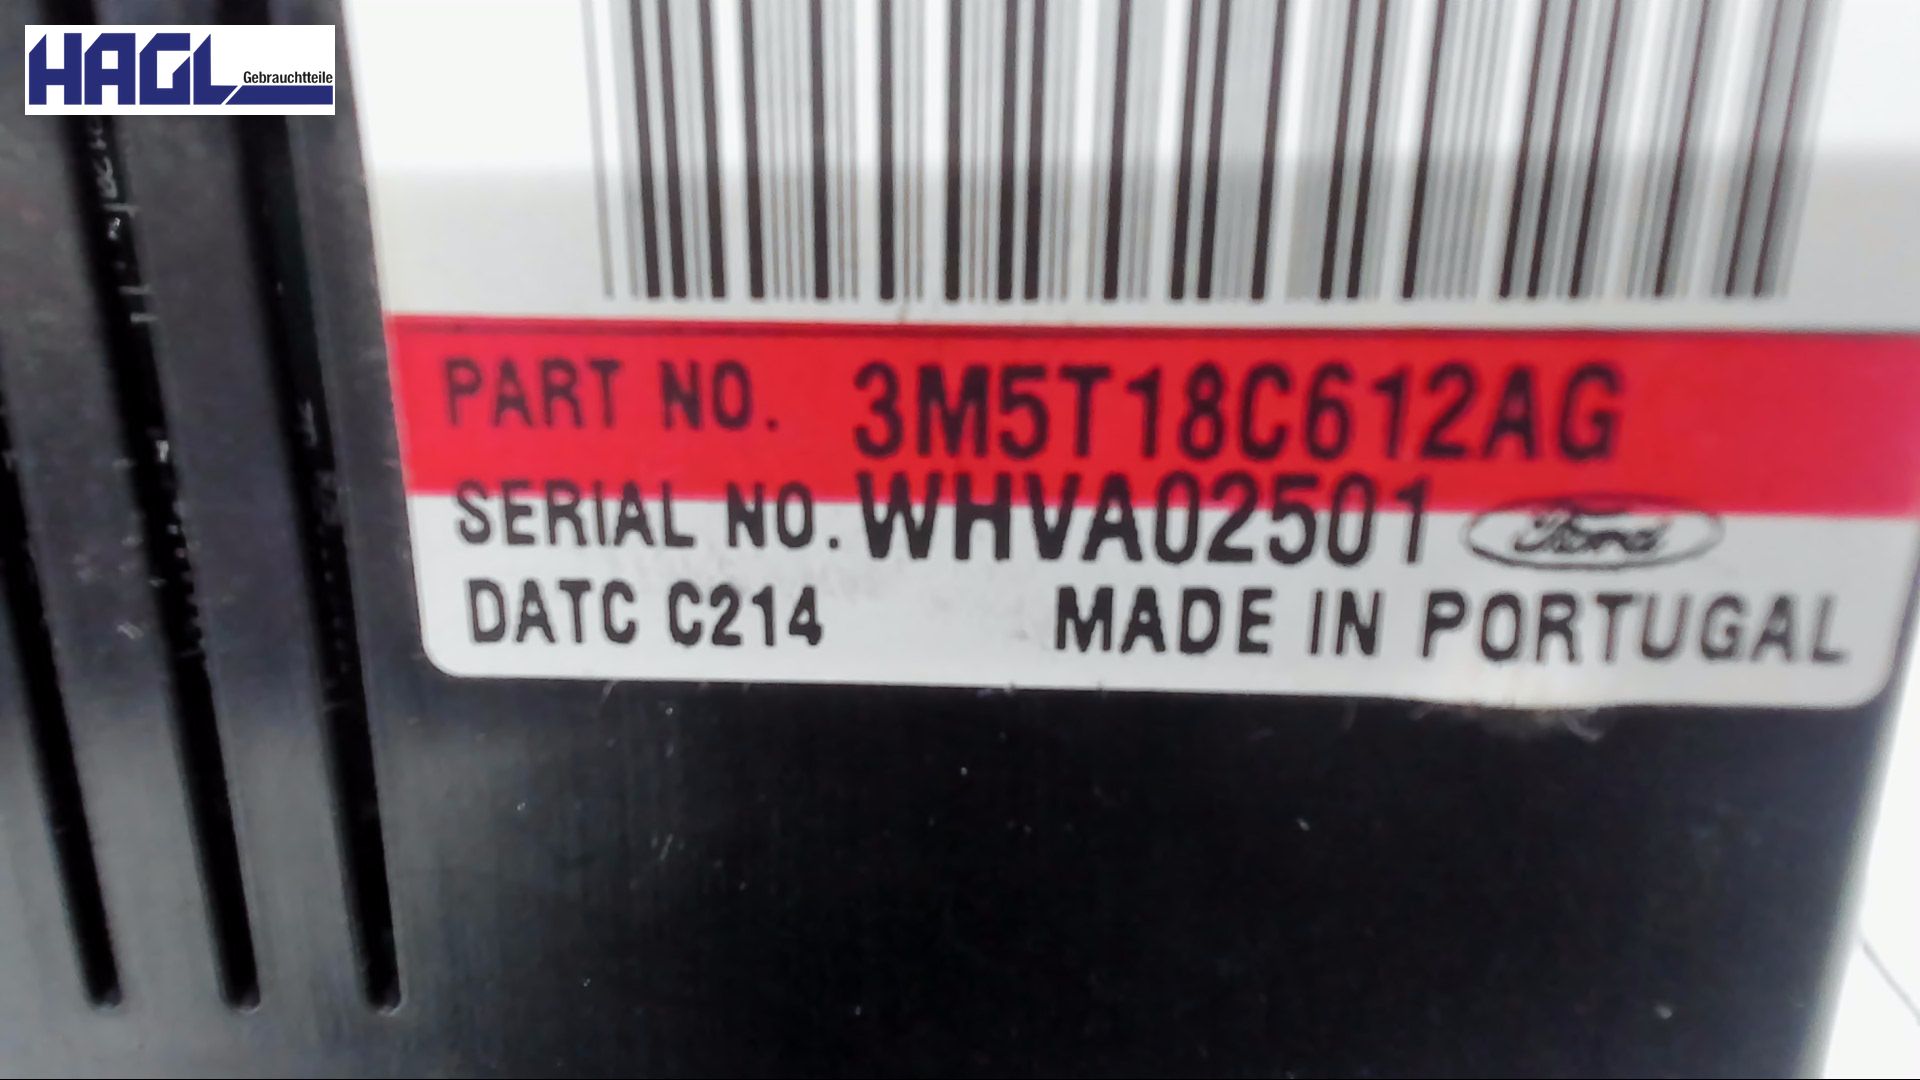 HAGL Gebrauchtteile
PART NO. 3M5T18C612AG
SERIAL NO. WHVA02501 Ford
DATC C214 MADE IN PORTUGAL